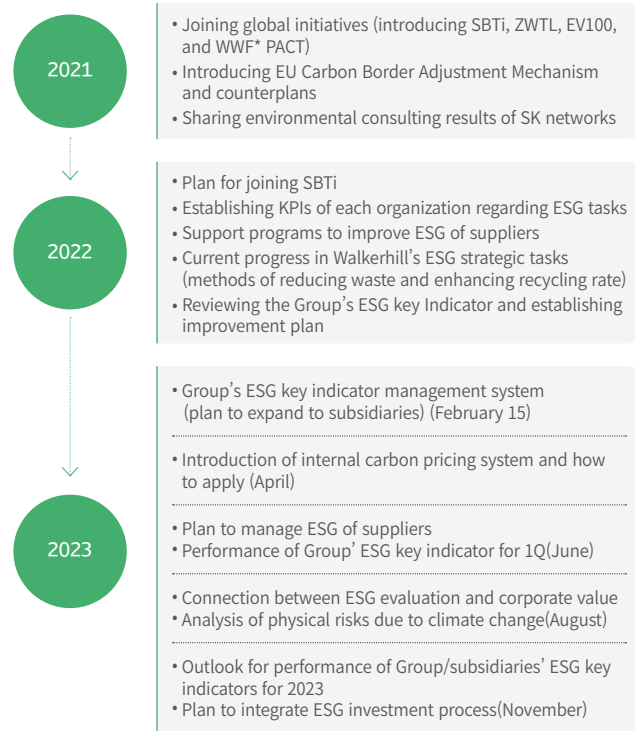 2021
• Joining global initiatives (introducing SBTi, ZWTL, EV100,
and WWF* PACT)
• Introducing EU Carbon Border Adjustment Mechanism
and counterplans
• Sharing environmental consulting results of SK networks
2022
• Plan for joining SBTi
• Establishing KPIs of each organization regarding ESG tasks
• Support programs to improve ESG of suppliers
• Current progress in Walkerhill’s ESG strategic tasks
(methods of reducing waste and enhancing recycling rate)
• Reviewing the Group’s ESG key Indicator and establishing
improvement plan
2023
• Group’s ESG key indicator management system
(plan to expand to subsidiaries) (February 15)
• Introduction of internal carbon pricing system and how
to apply (April)
• Plan to manage ESG of suppliers
• Performance of Group’ ESG key indicator for 1Q(June)
• Connection between ESG evaluation and corporate value
• Analysis of physical risks due to climate change(August)
• Outlook for performance of Group/subsidiaries’ ESG key
indicators for 2023
• Plan to integrate ESG investment process(November)